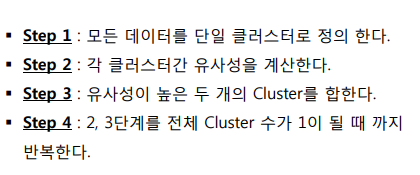 ▪ Step 1 : 모든 데이터를 단일 클러스터로 정의 한다.
▪ Step 2 : 각 클러스터간 유사성을 계산한다.
▪ Step 3 : 유사성이 높은 두 개의 Cluster를 합한다.
▪ Step 4 : 2, 3단계를 전체 Cluster 수가 1이 될 때 까지
반복한다.